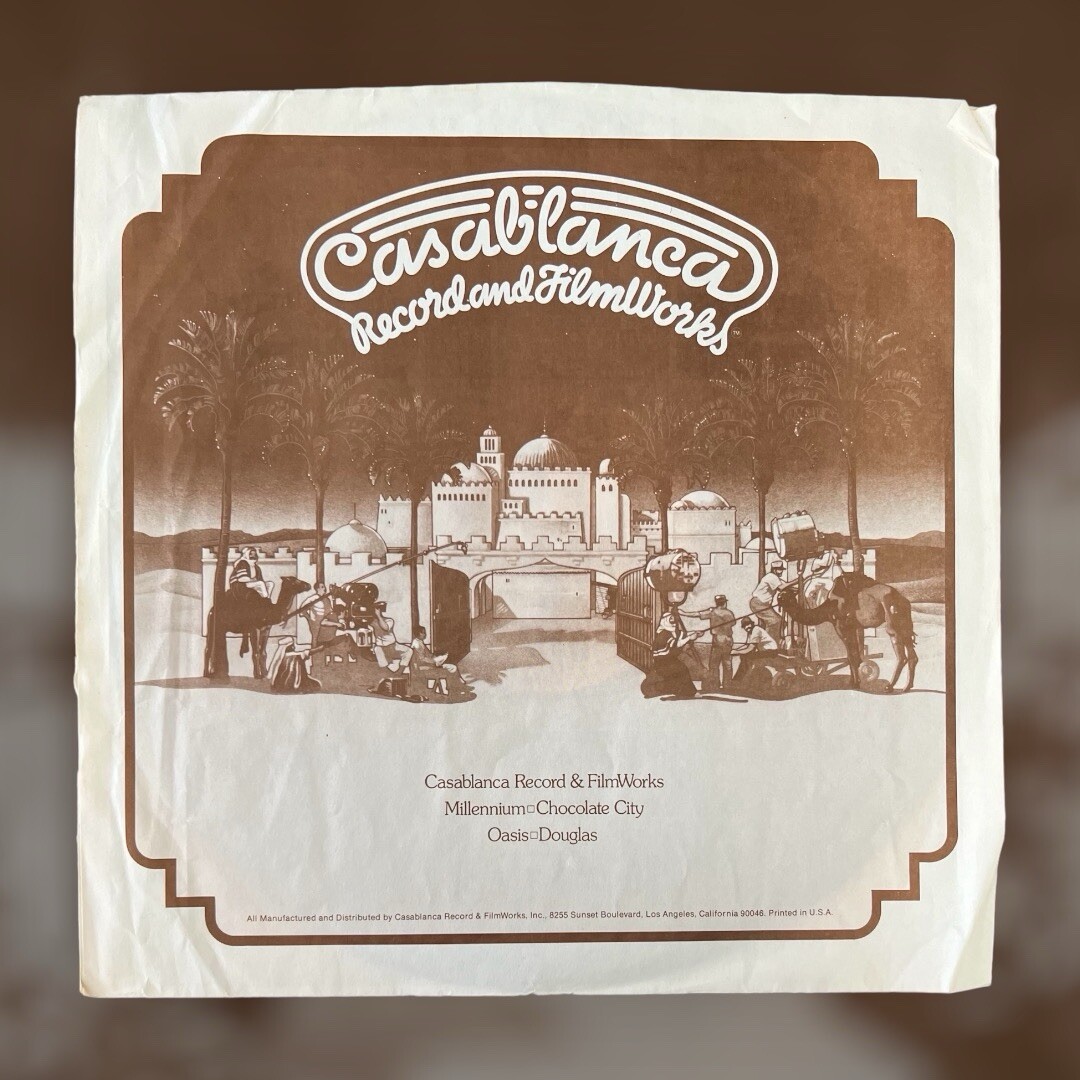 Casablanca
Record and FilmWorks™
Casablanca Record & FilmWorks
Millennium□Chocolate City
Oasis□Douglas
All Manufactured and Distributed by Casablanca Record & FilmWorks, Inc., 8255 Sunset Boulevard, Los Angeles, California 90046. Printed in U.S.A.